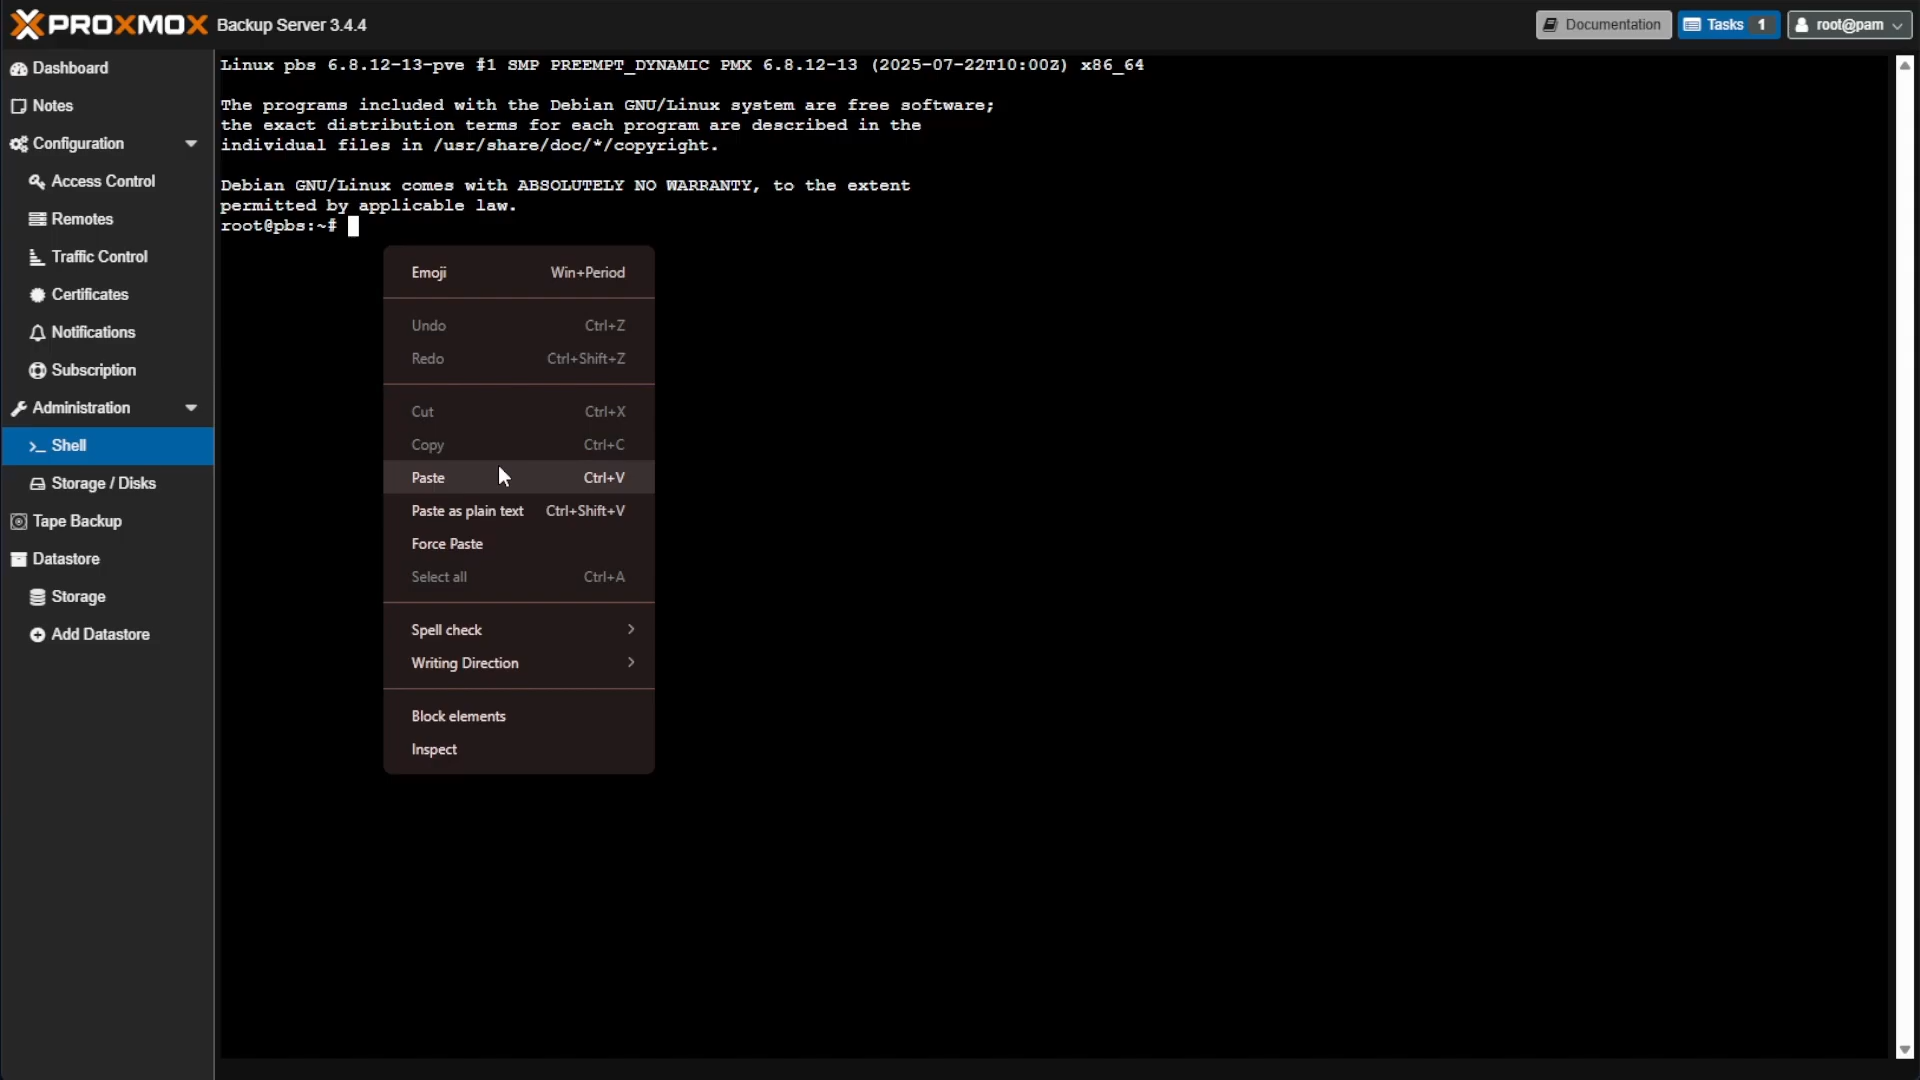 PROXMOX Backup Server 3.4.4
Documentation
Tasks 1
root@pam
Dashboard
Notes
Configuration
Access Control
Remotes
Traffic Control
Certificates
Notifications
Subscription
Administration
>_ Shell
Storage / Disks
Tape Backup
Datastore
Storage
Add Datastore
Linux pbs 6.8.12-13-pve #1 SMP PREEMPT_DYNAMIC PMX 6.8.12-13 (2025-07-22T10:00Z) x86_64
The programs included with the Debian GNU/Linux system are free software;
the exact distribution terms for each program are described in the
individual files in /usr/share/doc/*/copyright.
Debian GNU/Linux comes with ABSOLUTELY NO WARRANTY, to the extent
permitted by applicable law.
root@pbs:~#
Emoji Win+Period
Undo Ctrl+Z
Redo Ctrl+Shift+Z
Cut Ctrl+X
Copy Ctrl+C
Paste Ctrl+V
Paste as plain text Ctrl+Shift+V
Force Paste
Select all Ctrl+A
Spell check
Writing Direction
Block elements
Inspect